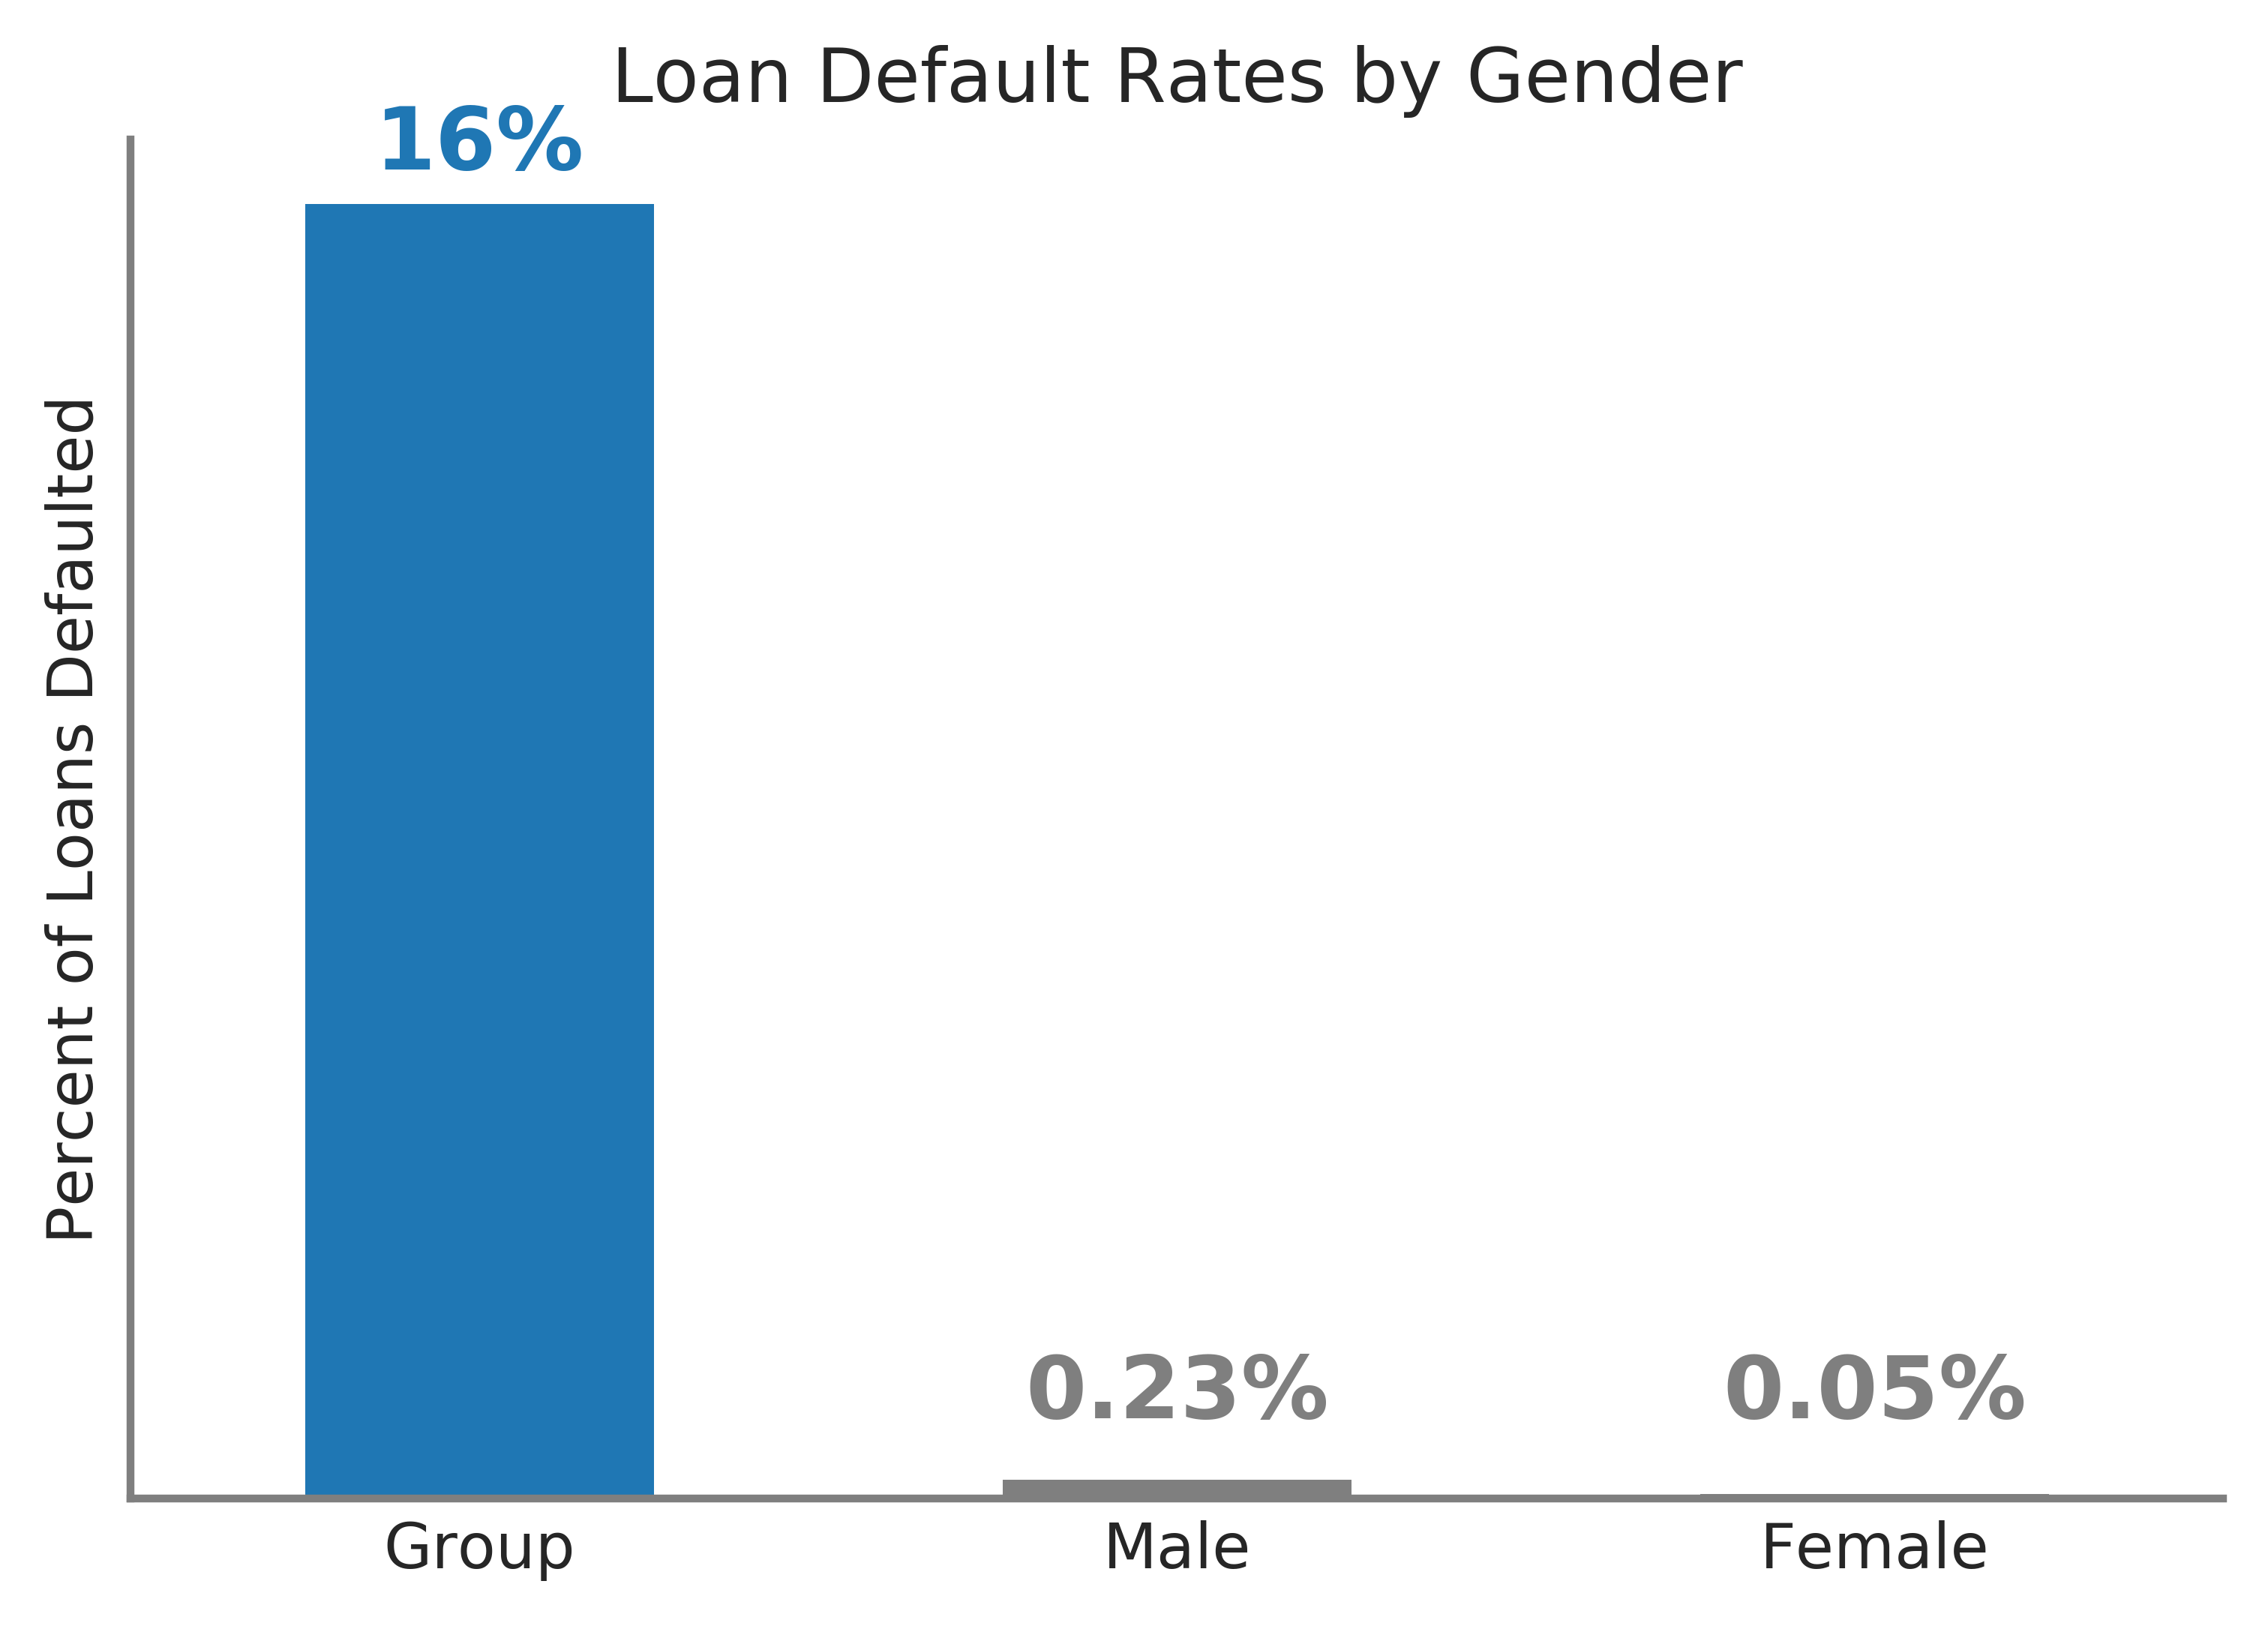 Loan Default Rates by Gender
16%
Percent of Loans Defaulted
0.23%
0.05%
Group
Male
Female